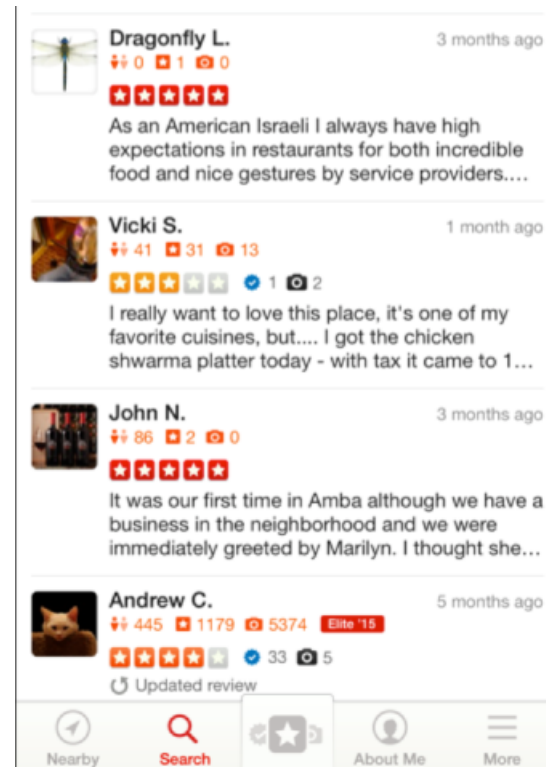 Dragonfly L. 3 months ago
0 1 0
As an American Israeli I always have high
expectations in restaurants for both incredible
food and nice gestures by service providers....
Vicki S. 1 month ago
41 31 13
1 2
I really want to love this place, it's one of my
favorite cuisines, but.... I got the chicken
shwarma platter today - with tax it came to 1...
John N. 3 months ago
86 2 0
It was our first time in Amba although we have a
business in the neighborhood and we were
immediately greeted by Marilyn. I thought she...
Andrew C. 5 months ago
445 1179 5374 Elite '15
33 5
Updated review
Nearby Search About Me More